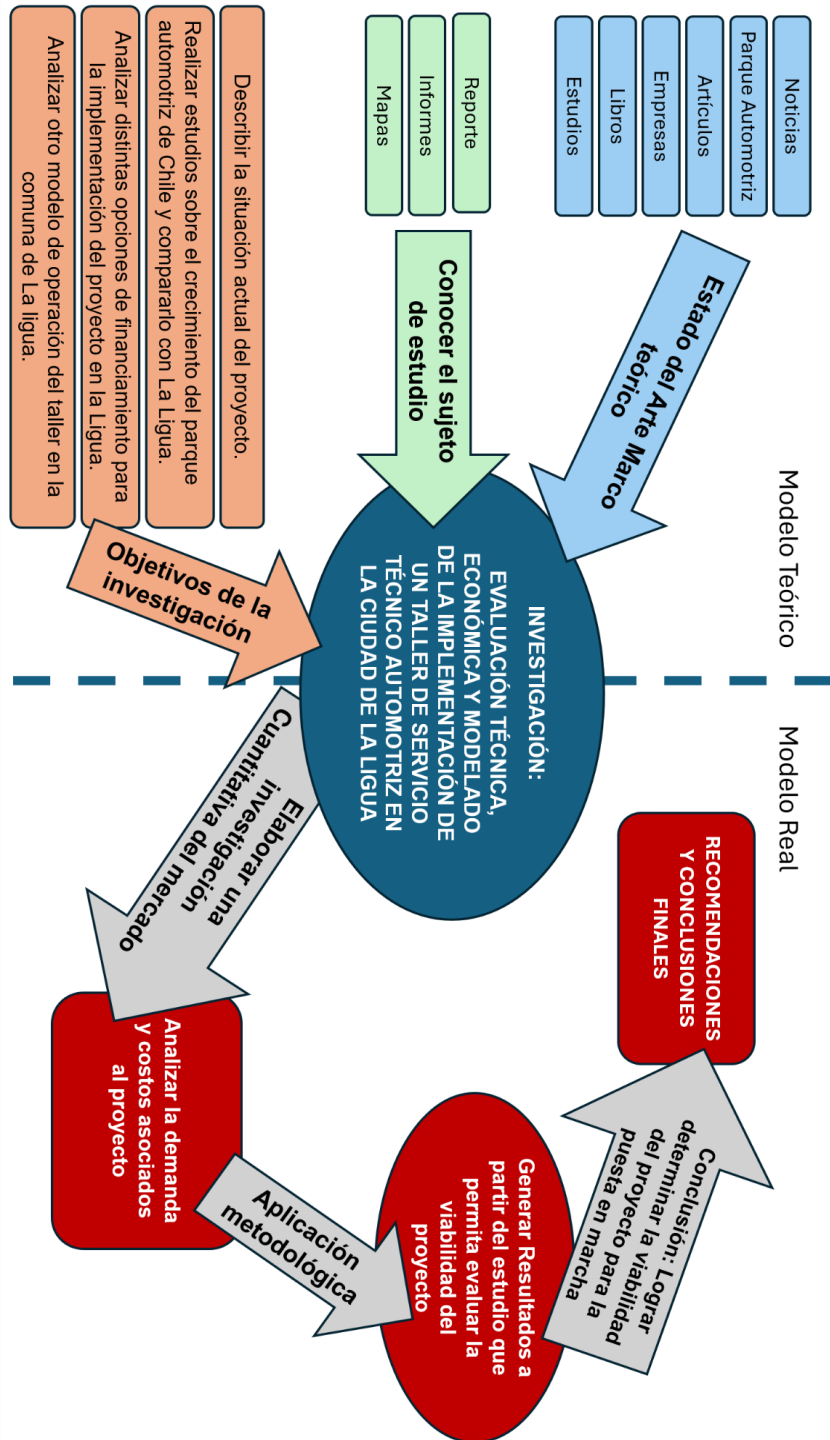 Modelo Teórico
Modelo Real
Noticias
Parque Automotriz
Artículos
Empresas
Libros
Estudios
Estado del Arte Marco
teórico
Reporte
Informes
Mapas
Conocer el sujeto
de estudio
Describir la situación actual del proyecto.
Realizar estudios sobre el crecimiento del parque
automotriz de Chile y compararlo con La Ligua.
Analizar distintas opciones de financiamiento para
la implementación del proyecto en la Ligua.
Analizar otro modelo de operación del taller en la
comuna de La ligua.
Objetivos de la
investigación
INVESTIGACIÓN:
EVALUACIÓN TÉCNICA,
ECONÓMICA Y MODELADO
DE LA IMPLEMENTACIÓN DE
UN TALLER DE SERVICIO
TÉCNICO AUTOMOTRIZ EN
LA CIUDAD DE LA LIGUA
Elaborar una
investigación
Cuantitativa del mercado
Analizar la demanda
y costos asociados
al proyecto
Aplicación
metodológica
Generar Resultados a
partir del estudio que
permita evaluar la
viabilidad del
proyecto
Conclusión: Lograr
determinar la viabilidad
del proyecto para la
puesta en marcha
RECOMENDACIONES
Y CONCLUSIONES
FINALES